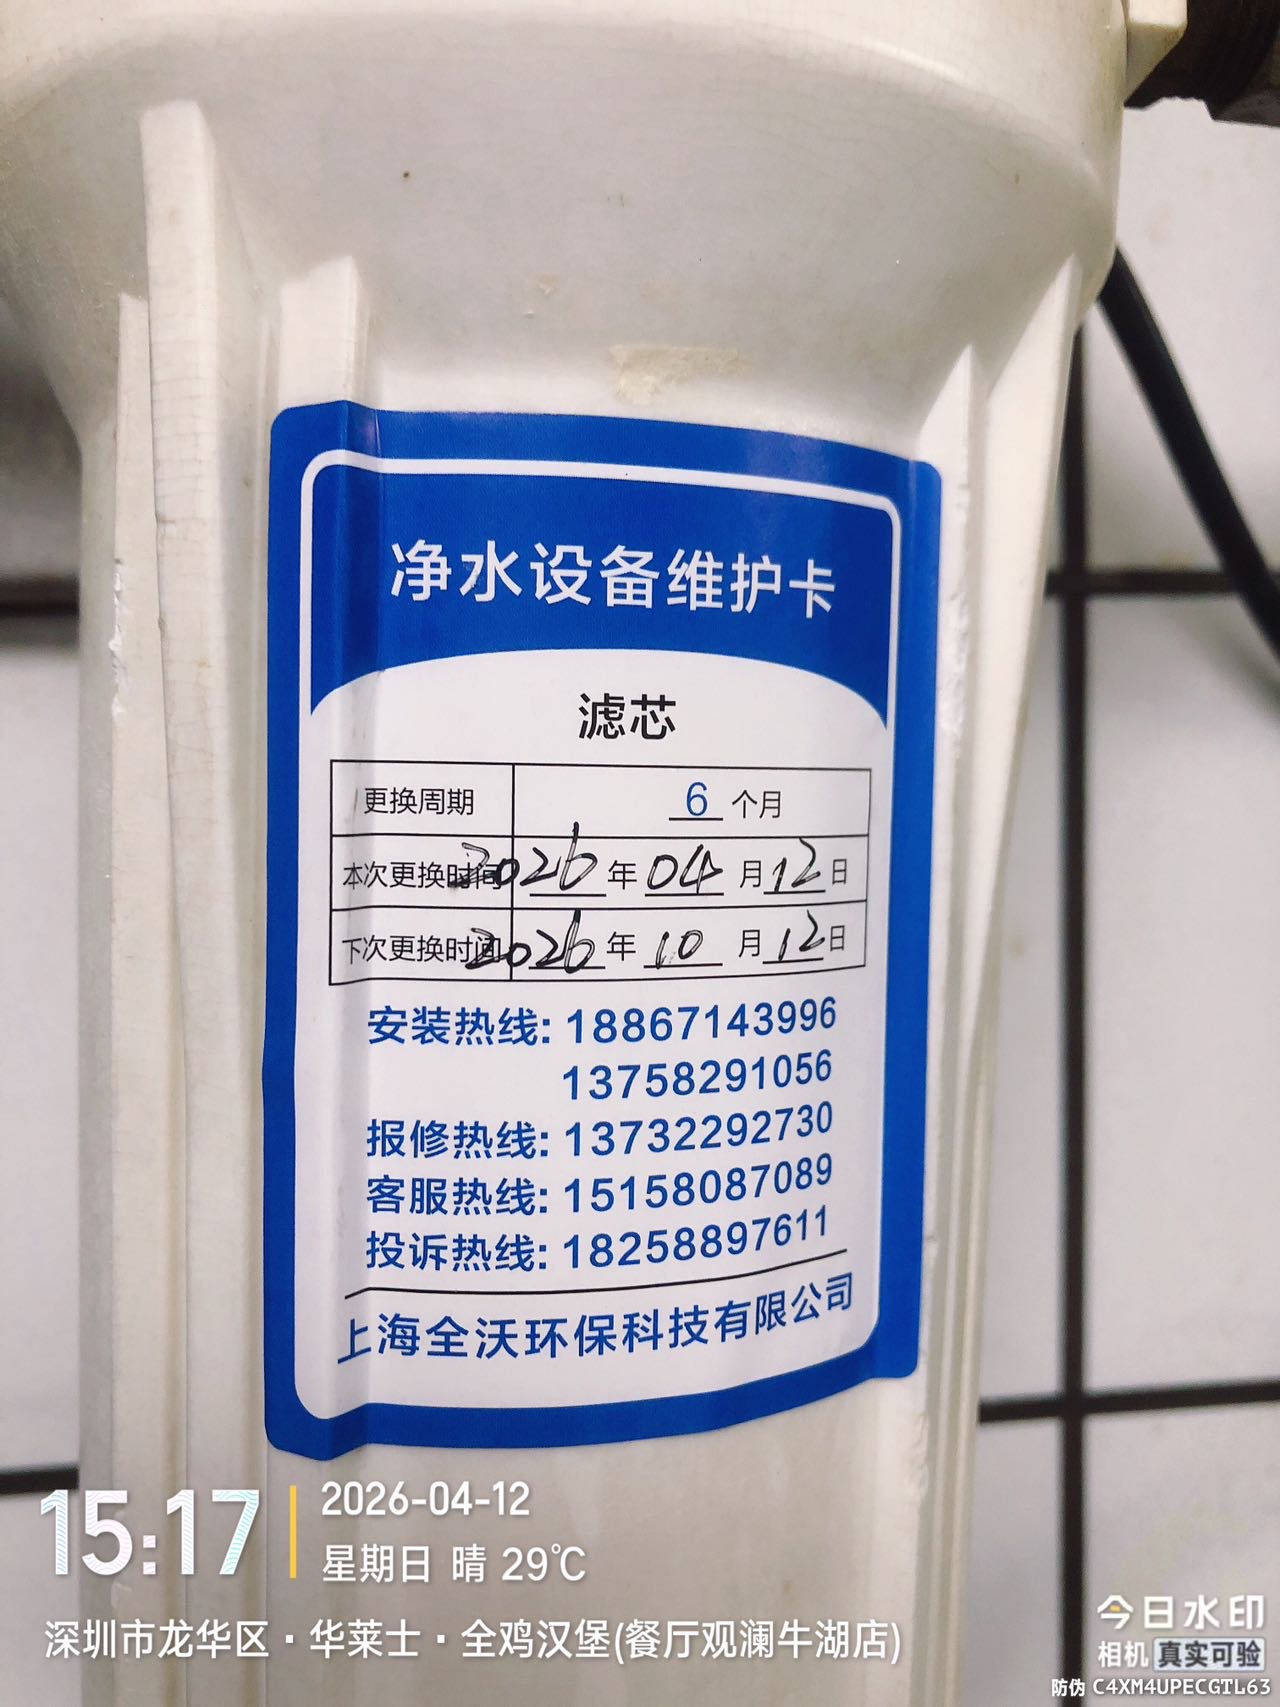 净水设备维护卡
滤芯
更换周期 6 个月
本次更换时间 2026 年 04 月 12 日
下次更换时间 2026 年 10 月 12 日
安装热线: 18867143996
13758291056
报修热线: 13732292730
客服热线: 15158087089
投诉热线: 18258897611
上海全沃环保科技有限公司
15:17
2026-04-12
星期日 晴 29℃
深圳市龙华区·华莱士·全鸡汉堡(餐厅观澜牛湖店)
今日水印
相机 真实可验
防伪 C4XM4UPECGTL63